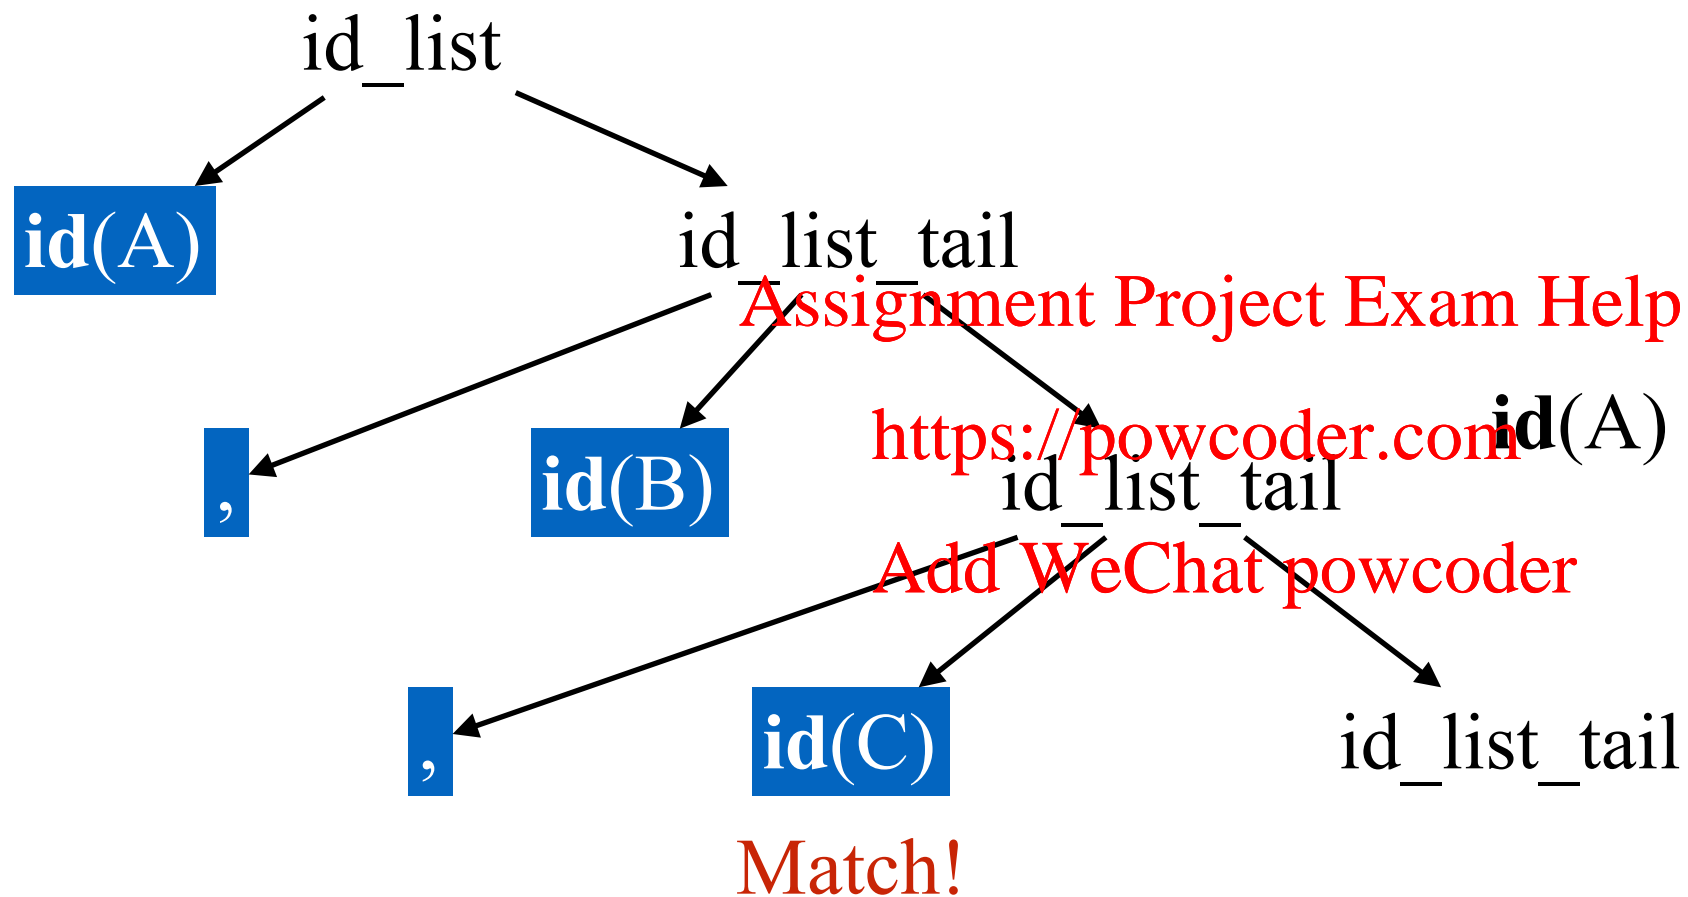 id_list
id(A)
id_list_tail
Assignment Project Exam Help
id(A)
https://powcoder.com
,
id(B)
id_list_tail
Add WeChat powcoder
,
id(C)
id_list_tail
Match!